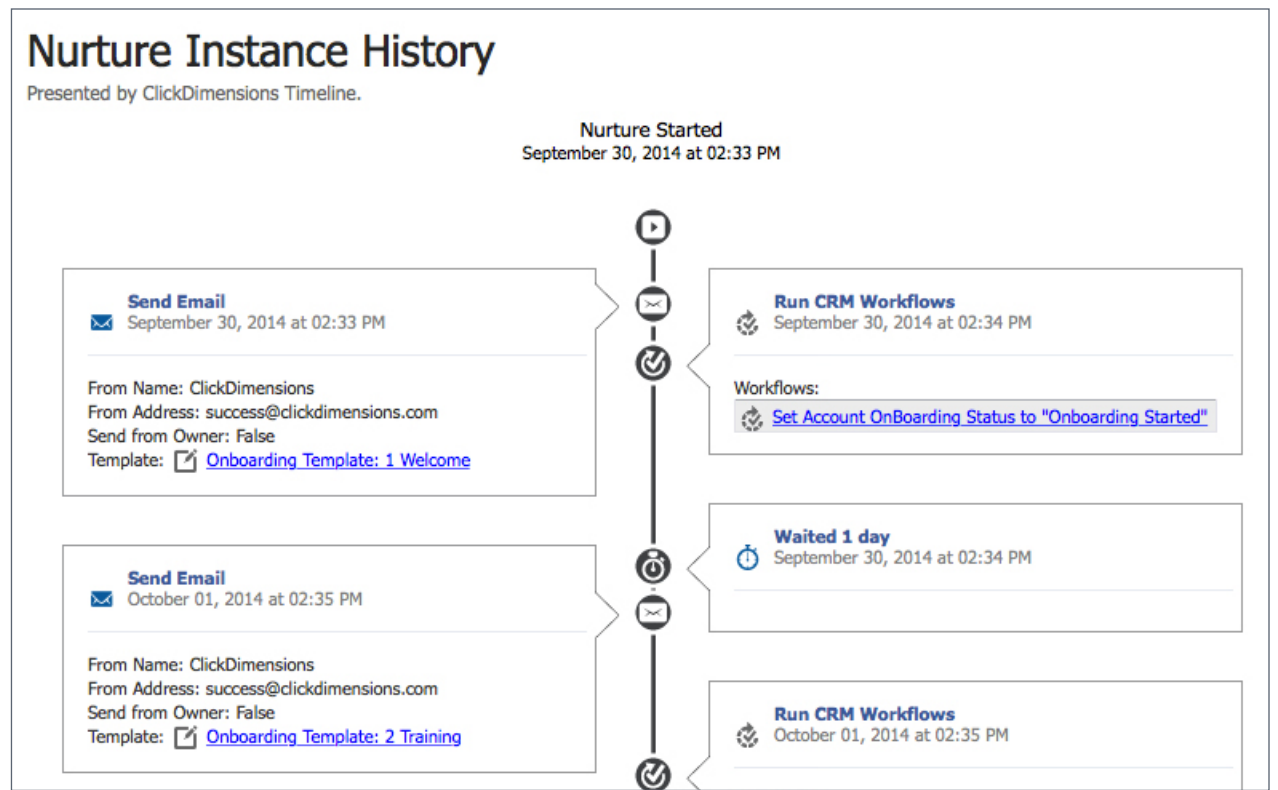 Nurture Instance History
Presented by ClickDimensions Timeline.
Nurture Started
September 30, 2014 at 02:33 PM
Send Email
September 30, 2014 at 02:33 PM
From Name: ClickDimensions
From Address: success@clickdimensions.com
Send from Owner: False
Template: Onboarding Template: 1 Welcome
Run CRM Workflows
September 30, 2014 at 02:34 PM
Workflows:
Set Account OnBoarding Status to "Onboarding Started"
Waited 1 day
September 30, 2014 at 02:34 PM
Send Email
October 01, 2014 at 02:35 PM
From Name: ClickDimensions
From Address: success@clickdimensions.com
Send from Owner: False
Template: Onboarding Template: 2 Training
Run CRM Workflows
October 01, 2014 at 02:35 PM